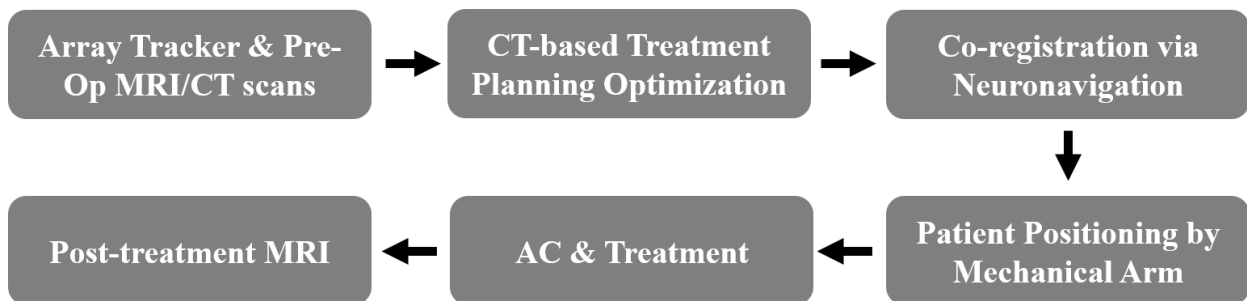 Array Tracker & Pre-
Op MRI/CT scans
CT-based Treatment
Planning Optimization
Co-registration via
Neuronavigation
Patient Positioning by
Mechanical Arm
AC & Treatment
Post-treatment MRI